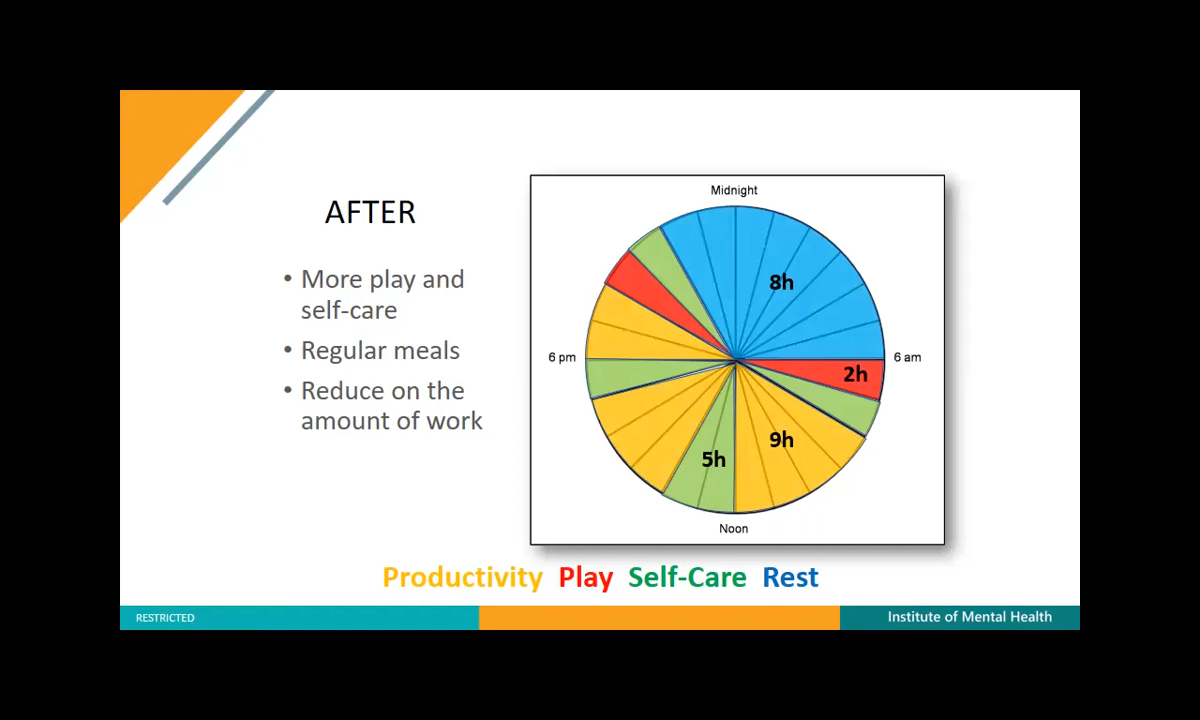 AFTER
• More play and
self-care
• Regular meals
• Reduce on the
amount of work
Midnight
8h
6 pm
6 am
2h
9h
5h
Noon
Productivity Play Self-Care Rest
RESTRICTED
Institute of Mental Health